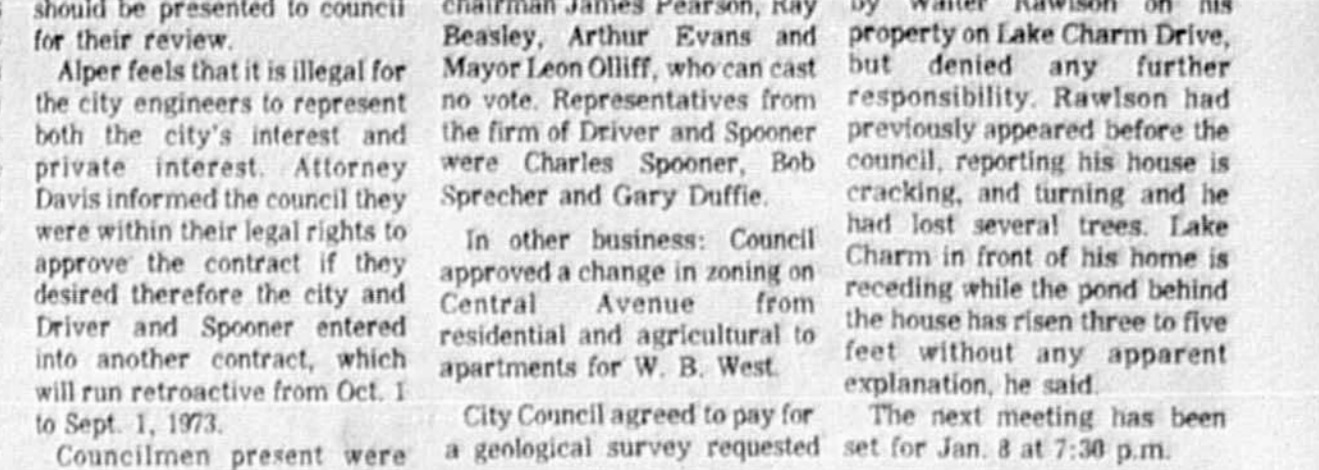 should be presented to council
for their review.
Alper feels that it is illegal for
the city engineers to represent
both the city's interest and
private interest. Attorney
Davis informed the council they
were within their legal rights to
approve the contract if they
desired therefore the city and
Driver and Spooner entered
into another contract, which
will run retroactive from Oct. 1
to Sept. 1, 1973.
Councilmen present were
chairman James Pearson, Ray
Beasley, Arthur Evans and
Mayor Leon Olliff, who can cast
no vote. Representatives from
the firm of Driver and Spooner
were Charles Spooner, Bob
Sprecher and Gary Duffie.
In other business: Council
approved a change in zoning on
Central Avenue from
residential and agricultural to
apartments for W. B. West.
City Council agreed to pay for
a geological survey requested
by Walter Rawlson on his
property on Lake Charm Drive,
but denied any further
responsibility. Rawlson had
previously appeared before the
council, reporting his house is
cracking, and turning and he
had lost several trees. Lake
Charm in front of his home is
receding while the pond behind
the house has risen three to five
feet without any apparent
explanation, he said.
The next meeting has been
set for Jan. 8 at 7:30 p.m.